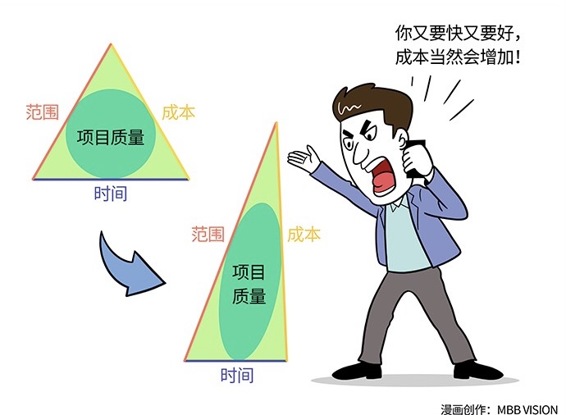 你又要快又要好，
成本当然会增加！
范围
成本
项目质量
时间
范围
成本
项目
质量
时间
漫画创作：MBB VISION